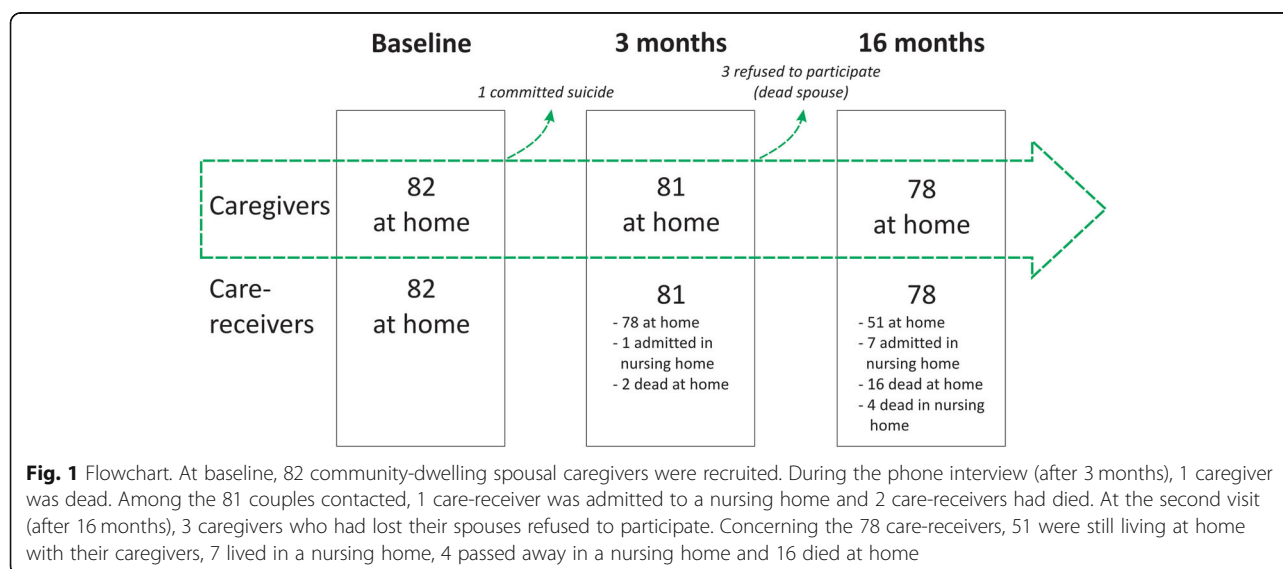 Baseline
3 months
16 months
1 committed suicide
3 refused to participate
(dead spouse)
Caregivers
82
at home
81
at home
78
at home
Care-
receivers
82
at home
81
- 78 at home
- 1 admitted in
nursing home
- 2 dead at home
78
- 51 at home
- 7 admitted in
nursing home
- 16 dead at home
- 4 dead in nursing
home
Fig. 1 Flowchart. At baseline, 82 community-dwelling spousal caregivers were recruited. During the phone interview (after 3 months), 1 caregiver
was dead. Among the 81 couples contacted, 1 care-receiver was admitted to a nursing home and 2 care-receivers had died. At the second visit
(after 16 months), 3 caregivers who had lost their spouses refused to participate. Concerning the 78 care-receivers, 51 were still living at home
with their caregivers, 7 lived in a nursing home, 4 passed away in a nursing home and 16 died at home